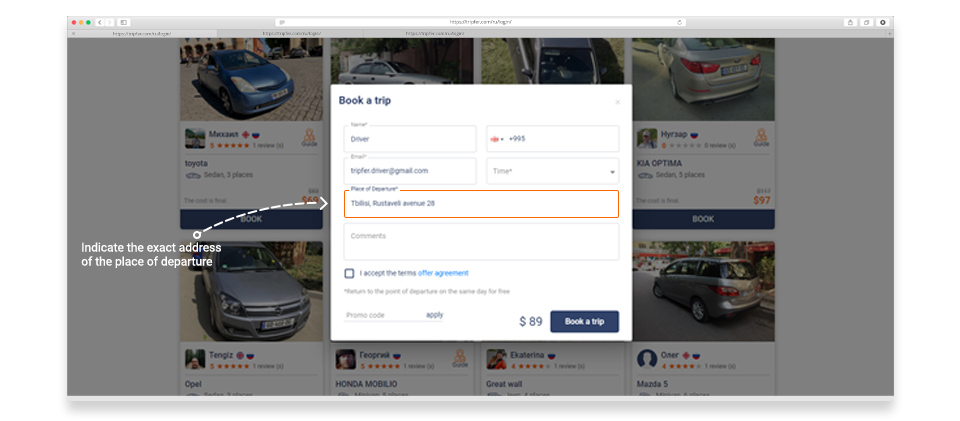 https://tripfer.com/ru/login/
https://tripfer.com/ru/login/
https://tripfer.com/ru/login/
https://tripfer.com/ru/login/
Михаил
5 1 review (s)
Guide
toyota
Sedan, 3 places
The cost is final
BOOK
Нугзар
0 0 review (s)
Guide
KIA OPTIMA
Sedan, 5 places
The cost is final
$117
$97
BOOK
Book a trip
Name*
Driver
+995
Email*
tripfer.driver@gmail.com
Time*
Place of Departure*
Tbilisi, Rustaveli avenue 28
Comments
I accept the terms offer agreement
*Return to the point of departure on the same day for free
Promo code
apply
$ 89
Book a trip
Indicate the exact address
of the place of departure
Tengiz
5 1 review (s)
Opel
Георгий
5 1 review (s)
Guide
HONDA MOBILIO
Ekaterina
4 1 review (s)
Great wall
Олег
4 1 review (s)
Mazda 5